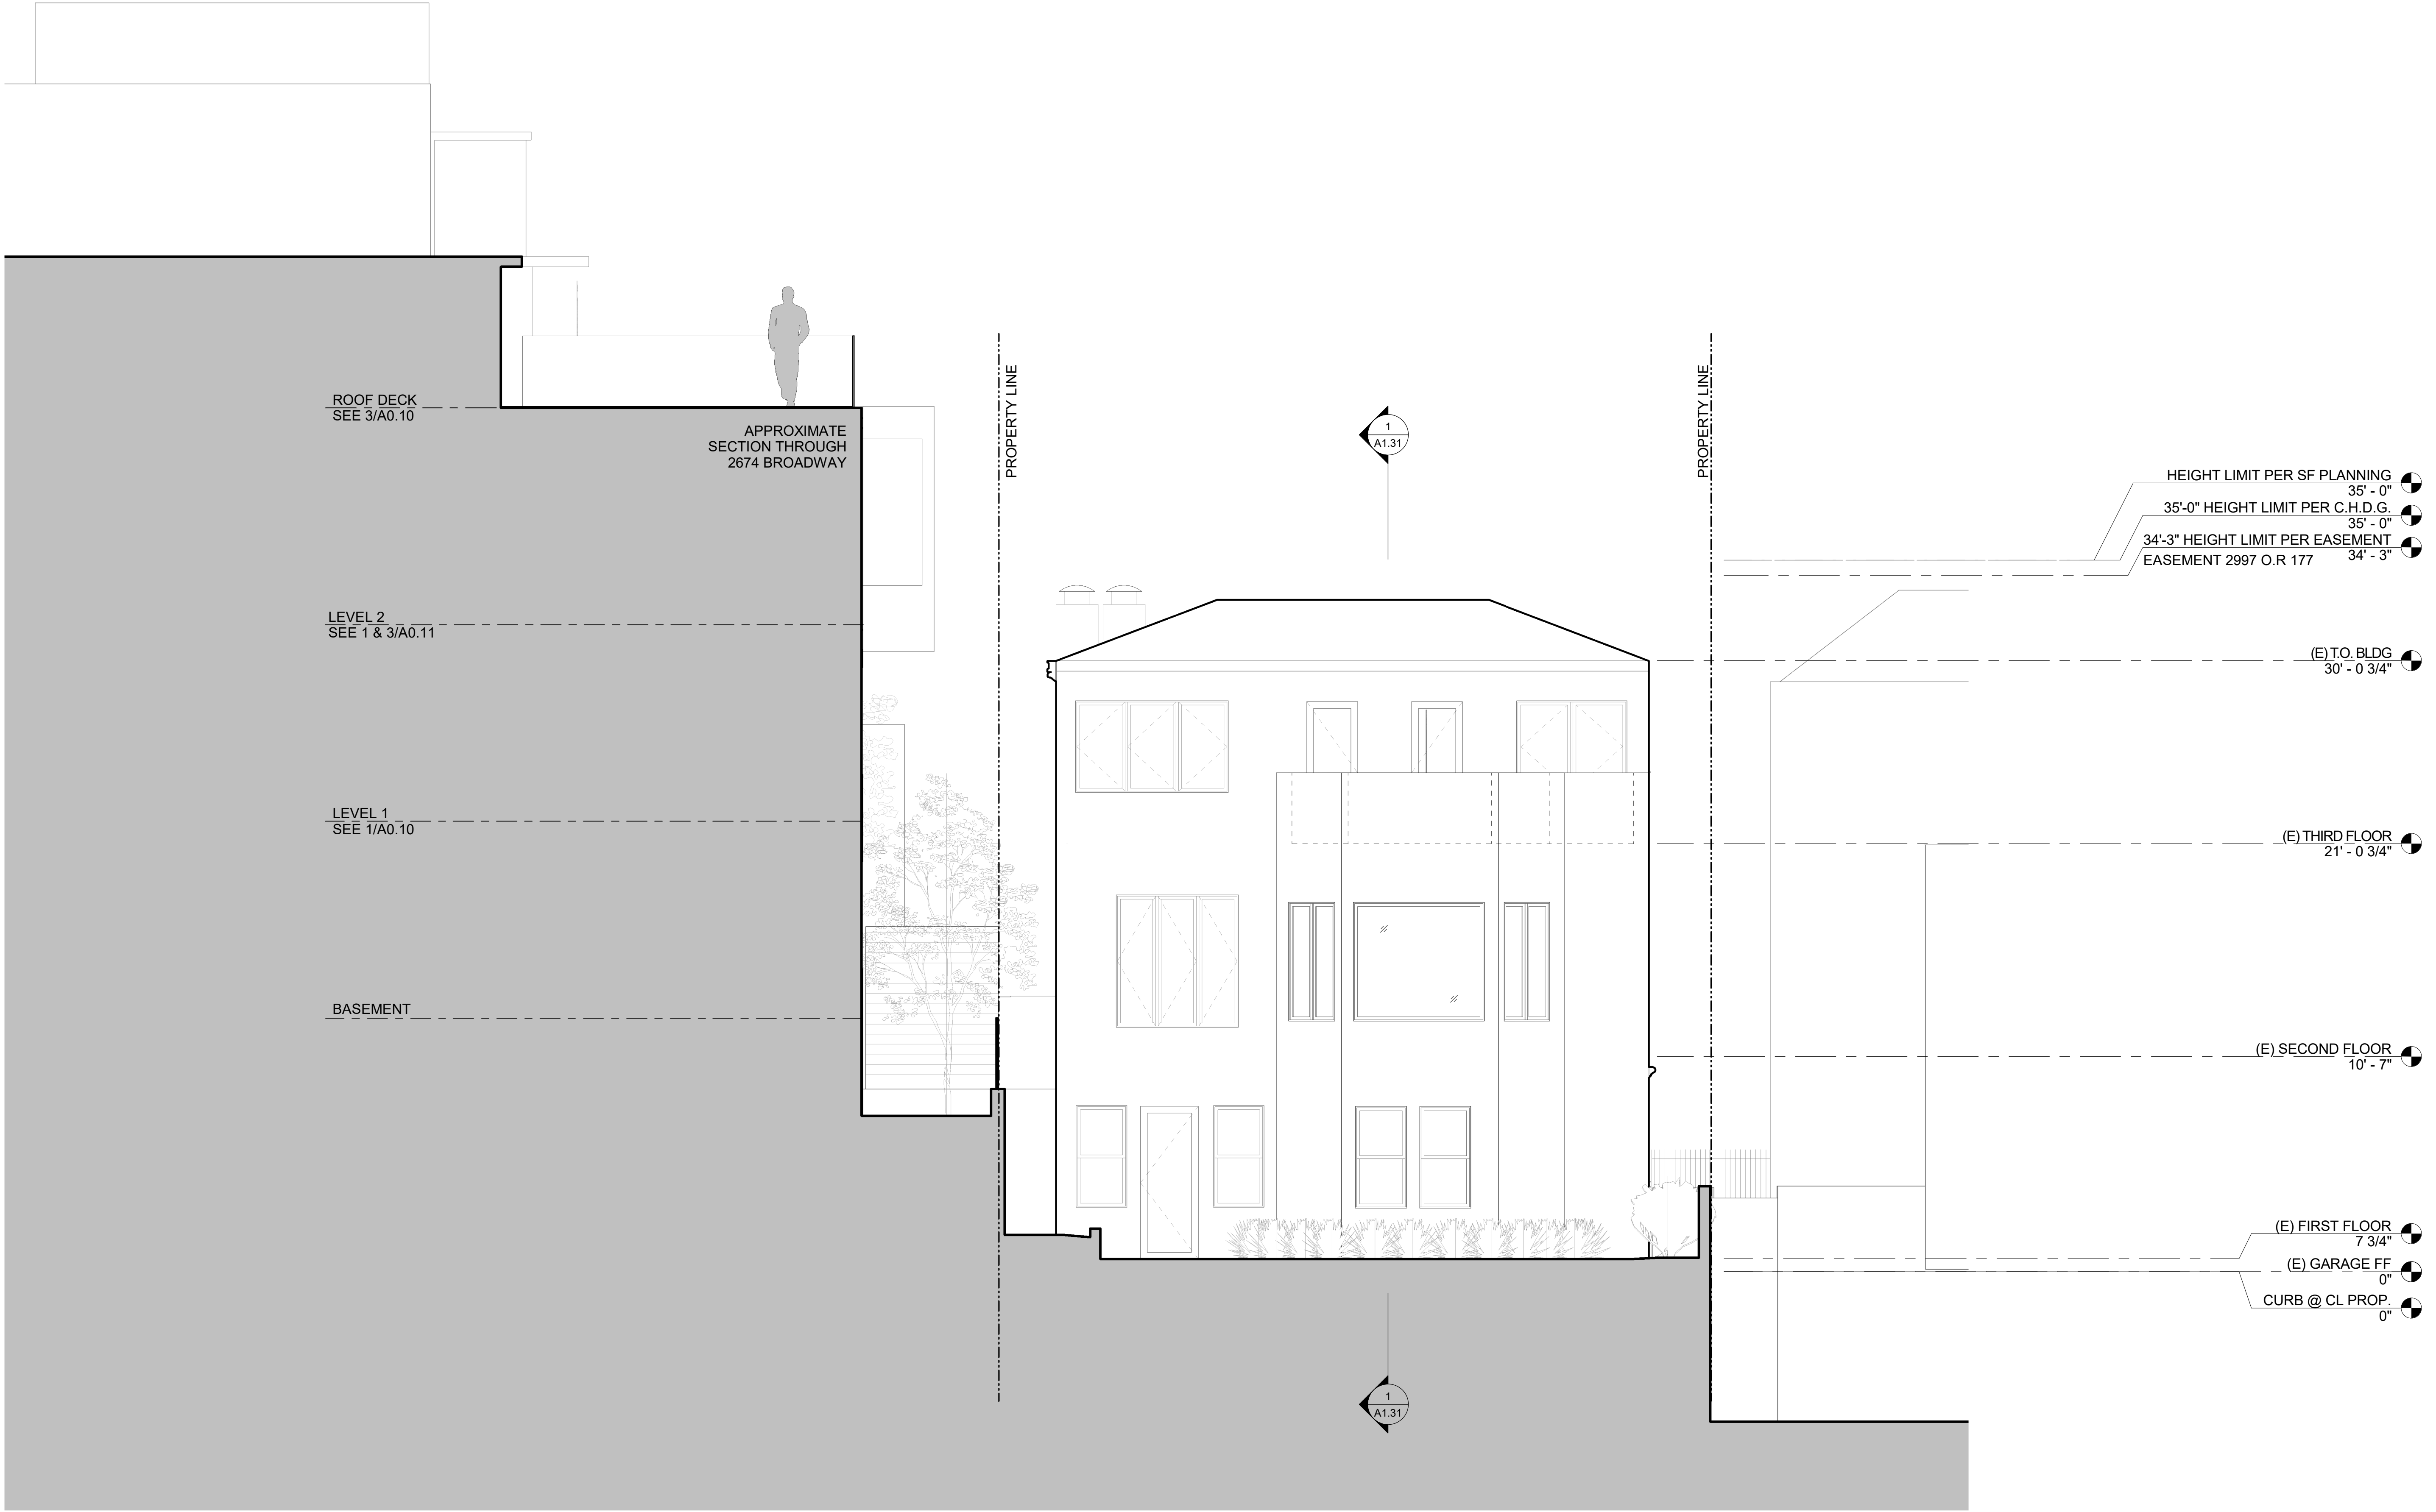 ROOF DECK
SEE 3/A0.10
APPROXIMATE
SECTION THROUGH
2674 BROADWAY
LEVEL 2
SEE 1 & 3/A0.11
LEVEL 1
SEE 1/A0.10
BASEMENT
PROPERTY LINE
1
A1.31
PROPERTY LINE
1
A1.31
HEIGHT LIMIT PER SF PLANNING
35' - 0"
35'-0" HEIGHT LIMIT PER C.H.D.G.
35' - 0"
34'-3" HEIGHT LIMIT PER EASEMENT
EASEMENT 2997 O.R 177 34' - 3"
(E) T.O. BLDG
30' - 0 3/4"
(E) THIRD FLOOR
21' - 0 3/4"
(E) SECOND FLOOR
10' - 7"
(E) FIRST FLOOR
7 3/4"
(E) GARAGE FF
0"
CURB @ CL PROP.
0"